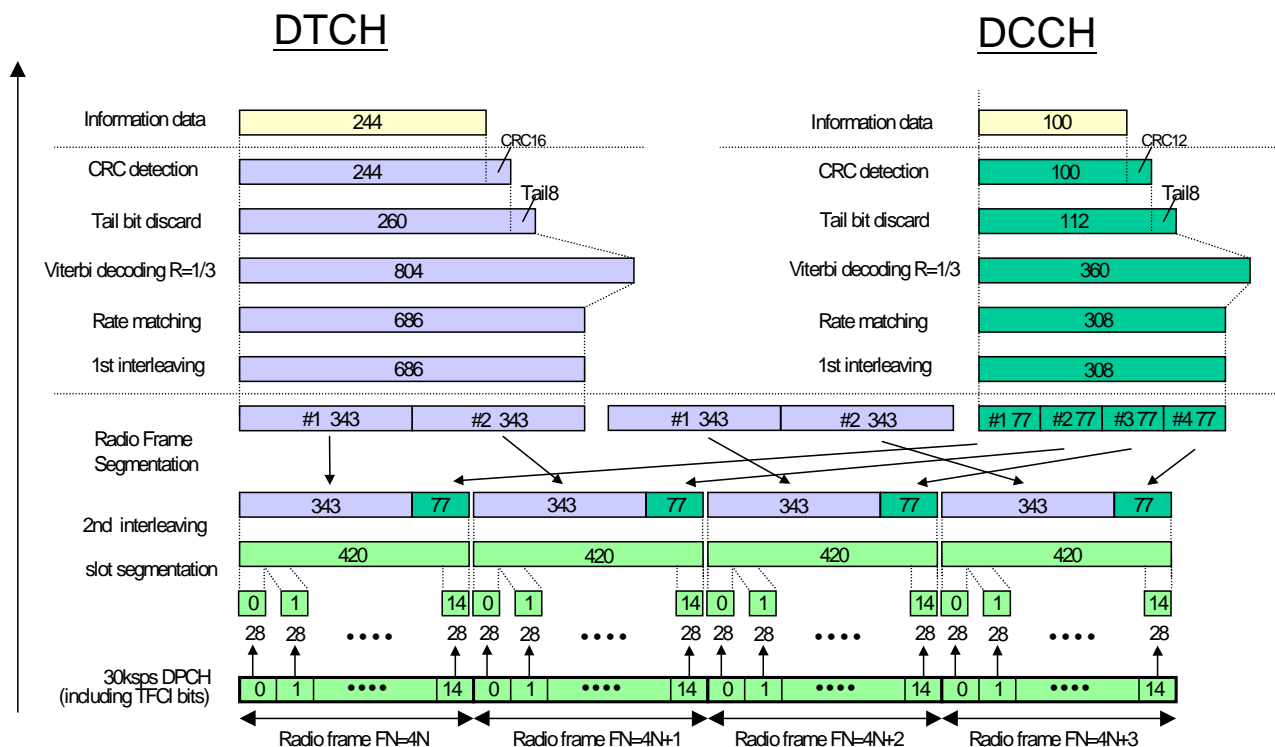 DTCH DCCH
Information data 244 Information data 100
CRC16 CRC12
CRC detection 244 CRC detection 100
Tail8 Tail8
Tail bit discard 260 Tail bit discard 112
Viterbi decoding R=1/3 804 Viterbi decoding R=1/3 360
Rate matching 686 Rate matching 308
1st interleaving 686 1st interleaving 308
#1 343 #2 343 #1 343 #2 343 #1 77 #2 77 #3 77 #4 77
Radio Frame
Segmentation
343 77 343 77 343 77 343 77
2nd interleaving
420 420 420 420
slot segmentation
0 1 14 0 1 14 0 1 14 0 1 14
28 28 •••• 28 28 28 •••• 28 28 28 •••• 28 28 28 •••• 28
30ksps DPCH
(including TFCI bits)
0 1 •••• 14 0 1 •••• 14 0 1 •••• 14 0 1 •••• 14
Radio frame FN=4N Radio frame FN=4N+1 Radio frame FN=4N+2 Radio frame FN=4N+3